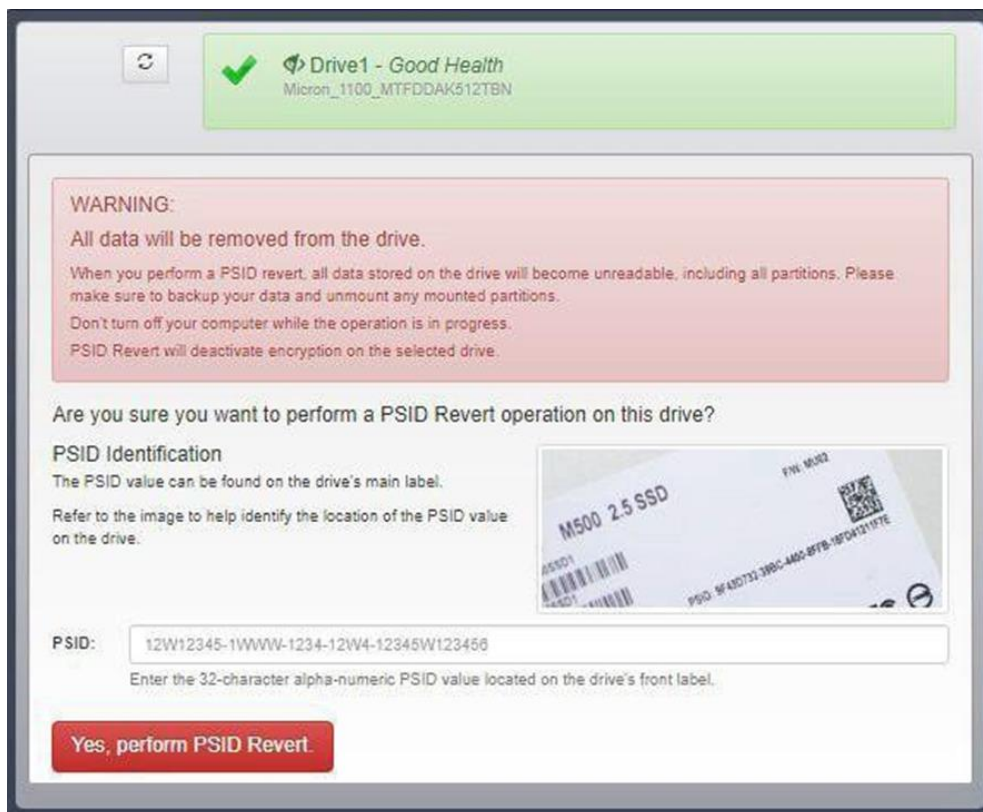 Drive1 - Good Health
Micron_1100_MTFDDAK512TBN
WARNING:
All data will be removed from the drive.
When you perform a PSID revert, all data stored on the drive will become unreadable, including all partitions. Please
make sure to backup your data and unmount any mounted partitions.
Don't turn off your computer while the operation is in progress.
PSID Revert will deactivate encryption on the selected drive.
Are you sure you want to perform a PSID Revert operation on this drive?
PSID Identification
The PSID value can be found on the drive's main label.
Refer to the image to help identify the location of the PSID value
on the drive.
M500 2.5 SSD
PSID:
PSID:
12W12345-1WWW-1234-12W4-12345W123456
Enter the 32-character alpha-numeric PSID value located on the drive's front label.
Yes, perform PSID Revert.